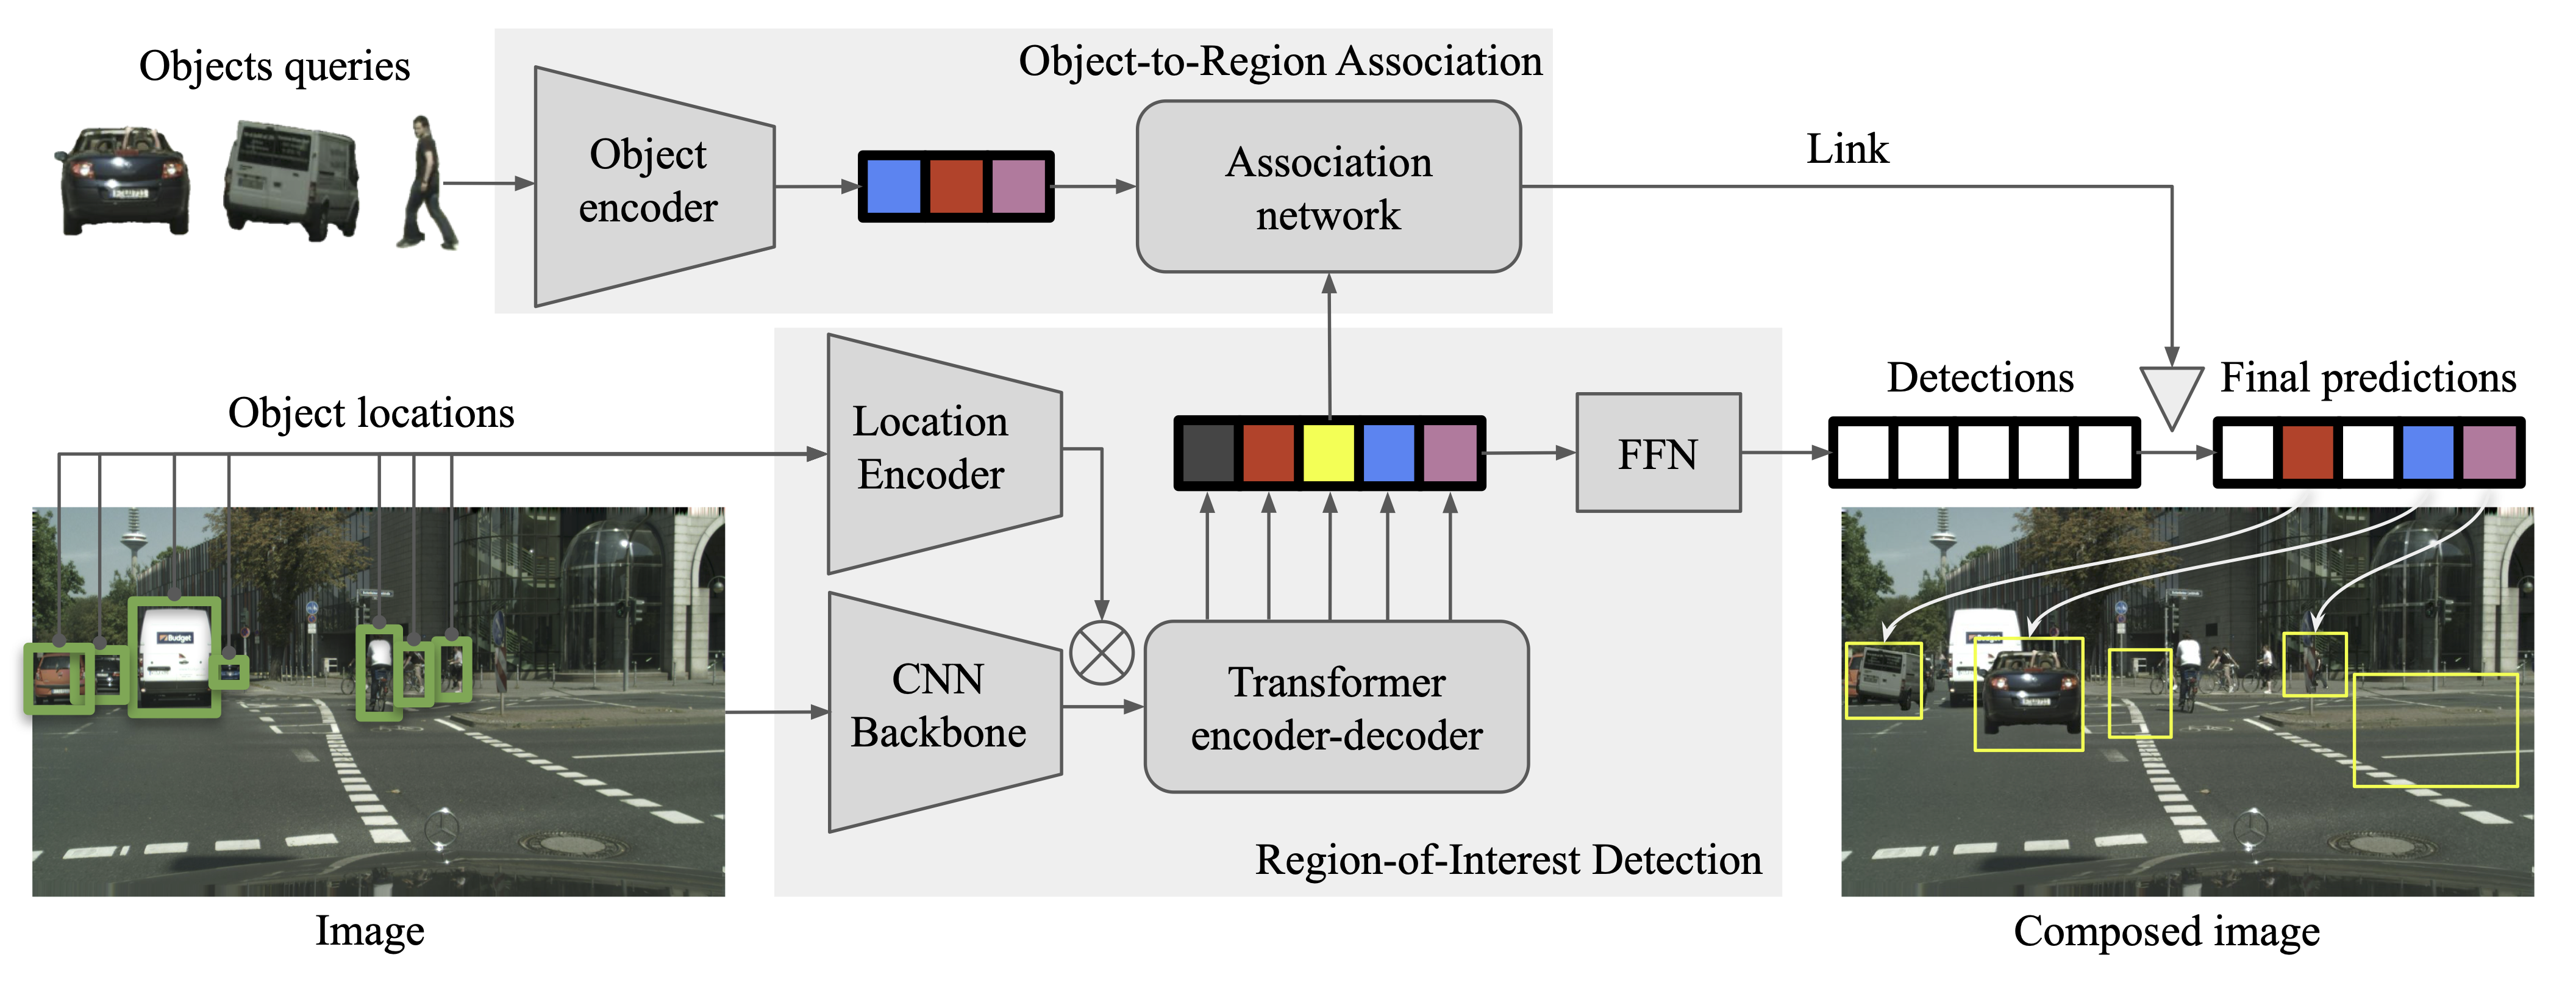 Objects queries
Object-to-Region Association
Object
encoder
Association
network
Link
Object locations
Location
Encoder
FFN
Detections
Final predictions
CNN
Backbone
Transformer
encoder-decoder
Region-of-Interest Detection
Budget
Image
Composed image